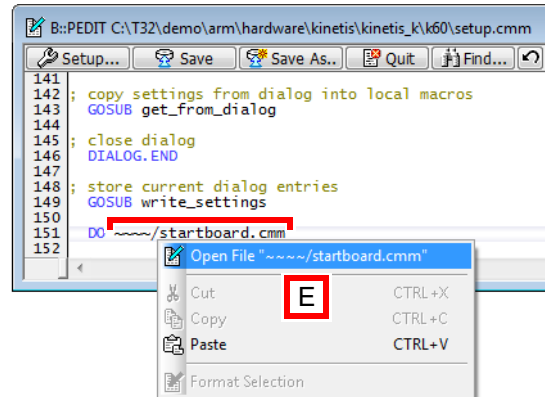 B::PEDIT C:\T32\demo\arm\hardware\kinetis\kinetis_k\k60\setup.cmm
Setup... Save Save As.. Quit Find...
141
142 ; copy settings from dialog into local macros
143 GOSUB get_from_dialog
144
145 ; close dialog
146 DIALOG.END
147
148 ; store current dialog entries
149 GOSUB write_settings
150
151 DO ~~~~/startboard.cmm
152
Open File "~~~~/startboard.cmm"
Cut CTRL+X
E
Copy CTRL+C
Paste CTRL+V
Format Selection